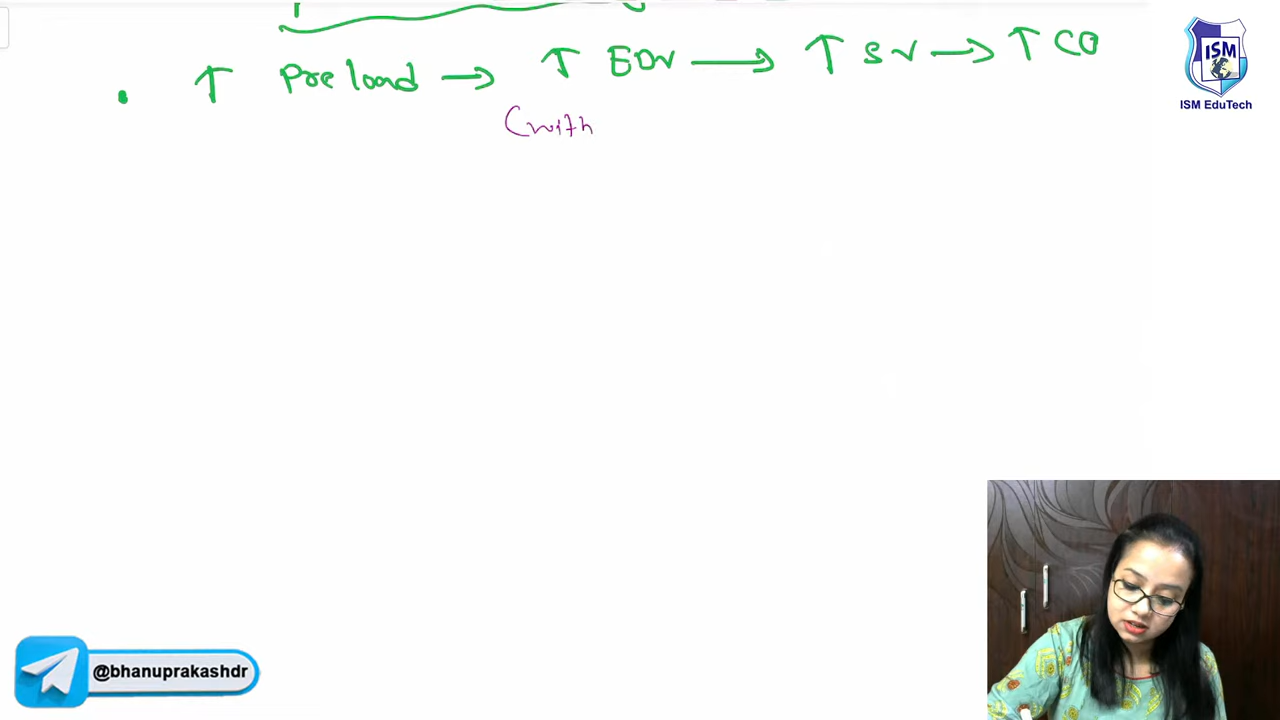 • ↑ Preload → ↑ EDV → ↑ SV → ↑ CO
(with
ISM
ISM EduTech
@bhanuprakashdr